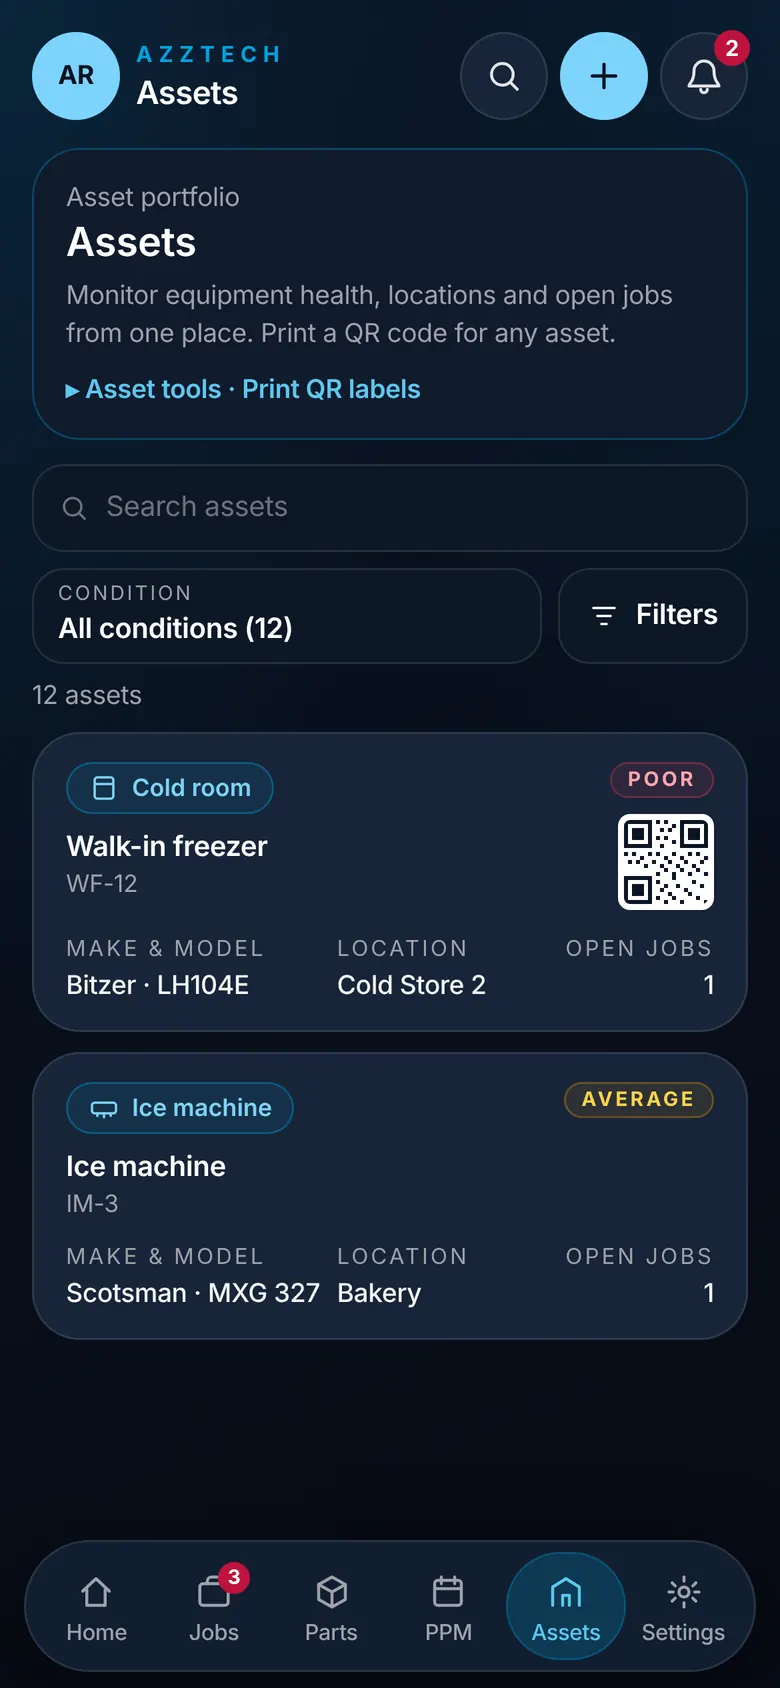 AR
AZZTECH
Assets
2
Asset portfolio
Assets
Monitor equipment health, locations and open jobs
from one place. Print a QR code for any asset.
▸ Asset tools · Print QR labels
Search assets
CONDITION
All conditions (12)
Filters
12 assets
Cold room
POOR
Walk-in freezer
WF-12
MAKE & MODEL LOCATION OPEN JOBS
Bitzer · LH104E Cold Store 2 1
Ice machine
AVERAGE
Ice machine
IM-3
MAKE & MODEL LOCATION OPEN JOBS
Scotsman · MXG 327 Bakery 1
3
Home Jobs Parts PPM Assets Settings